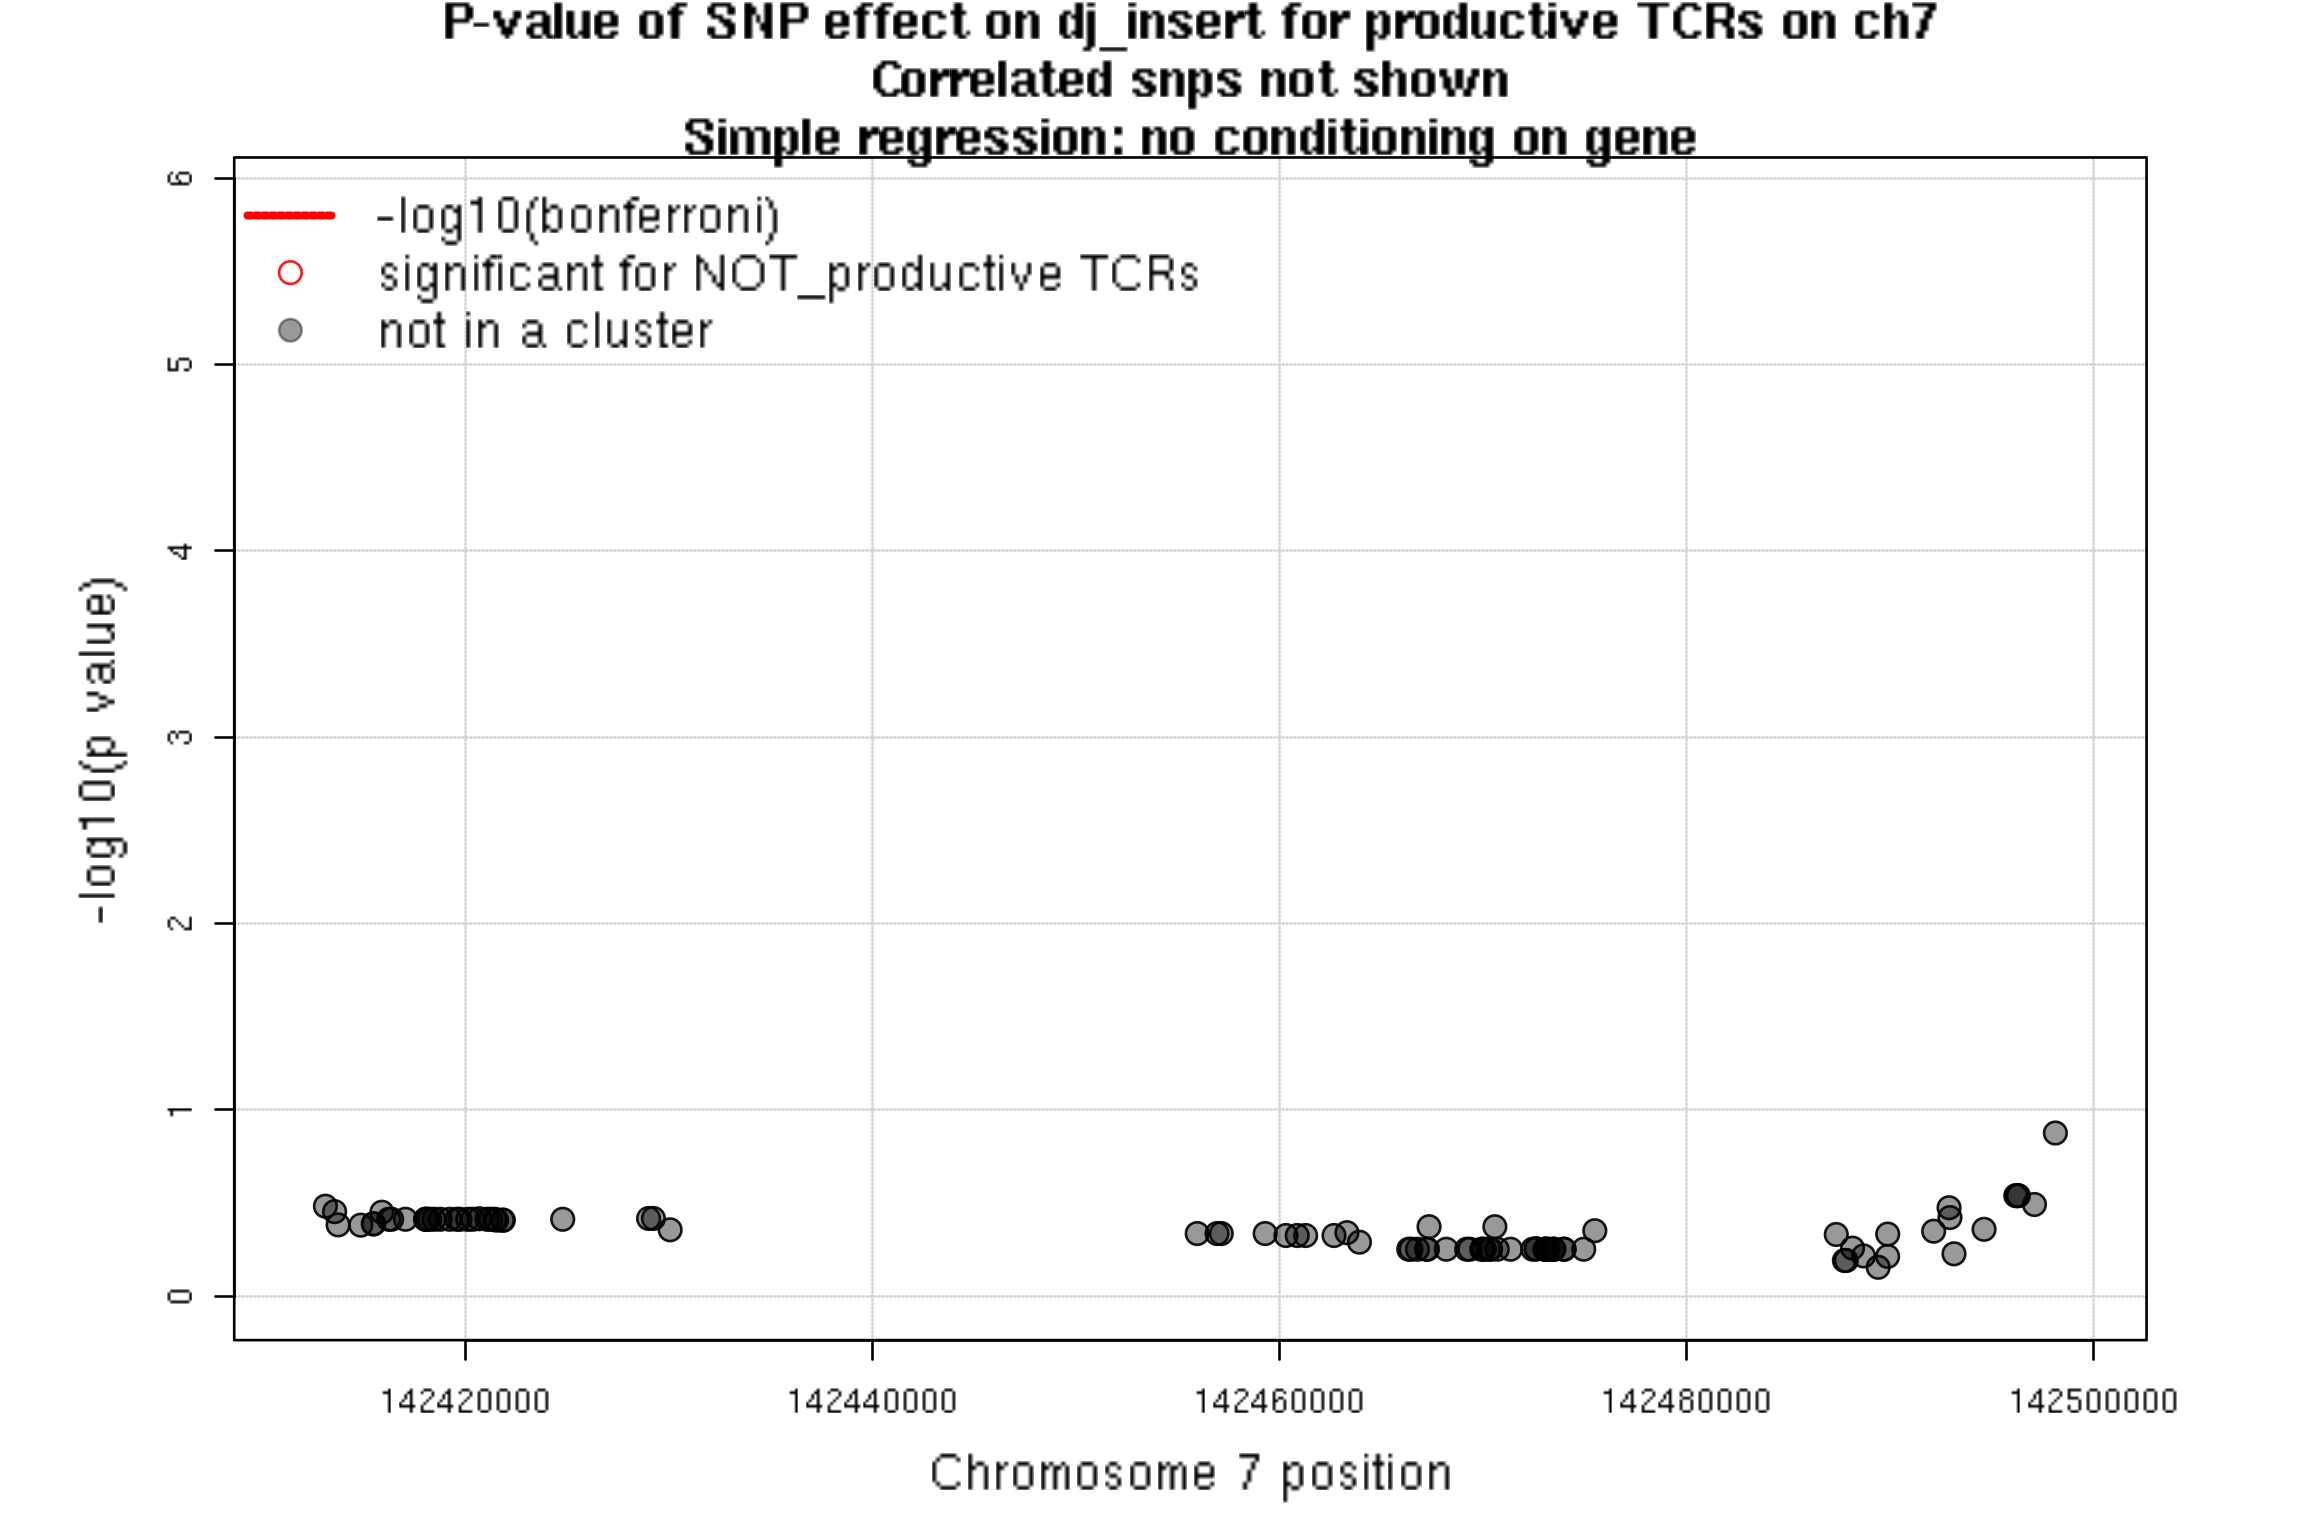 P-value of SNP effect on dj_insert for productive TCRs on ch7
Correlated snps not shown
Simple regression: no conditioning on gene
-log10(bonferroni)
significant for NOT_productive TCRs
not in a cluster
6
5
4
3
2
1
0
-log10(p value)
142420000 142440000 142460000 142480000 142500000
Chromosome 7 position